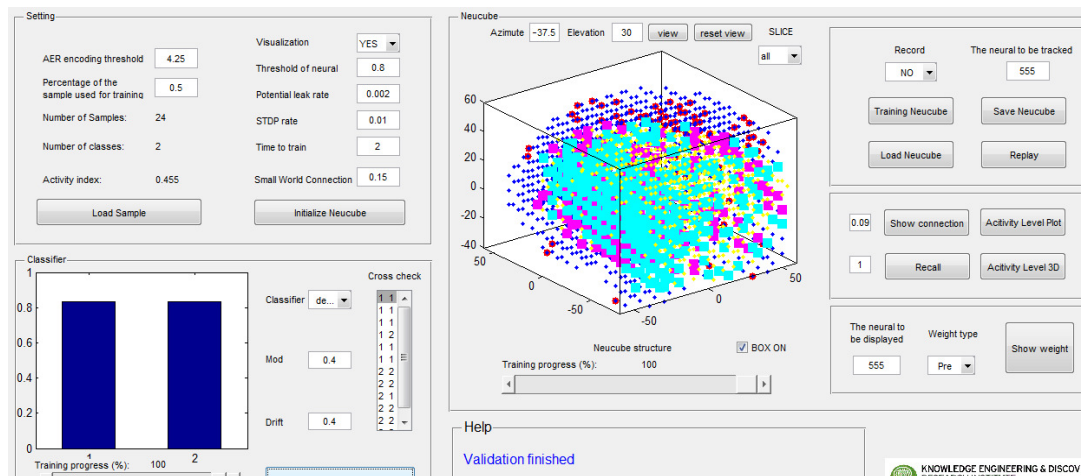 Setting
AER encoding threshold 4.25
Percentage of the
sample used for training 0.5
Number of Samples: 24
Number of classes: 2
Activity index: 0.455
Load Sample
Visualization YES
Threshold of neural 0.8
Potential leak rate 0.002
STDP rate 0.01
Time to train 2
Small World Connection 0.15
Initialize Neucube
Classifier
1
0.8
0.6
0.4
0.2
0
1 2
Training progress (%): 100
Classifier de...
Mod 0.4
Drift 0.4
Cross check
1 1
1 1
1 1
1 2
1 1
1 1
2 2
2 2
2 1
2 2
2 2
Neucube
Azimute -37.5 Elevation 30 view reset view
SLICE
all
60
40
20
0
-20
-40
50
0
-50
-50
0
50
Neucube structure
BOX ON
Training progress (%): 100
Help
Validation finished
Record
NO
The neural to be tracked
555
Training Neucube
Save Neucube
Load Neucube
Replay
0.09 Show connection Acitivity Level Plot
1 Recall Acitivity Level 3D
The neural to
be displayed
555
Weight type
Pre
Show weight
KNOWLEDGE ENGINEERING & DISCOV